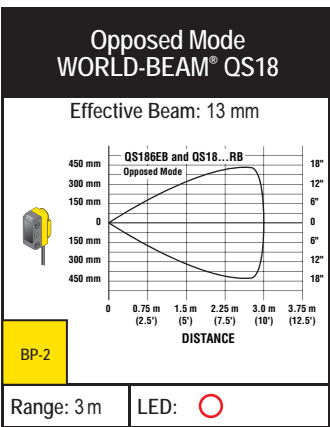 Opposed Mode
WORLD-BEAM® QS18
Effective Beam: 13 mm
QS186EB and QS18...RB
Opposed Mode
450 mm
300 mm
150 mm
0
150 mm
300 mm
450 mm
18"
12"
6"
0
6"
12"
18"
0 0.75 m 1.5 m 2.25 m 3.0 m 3.75 m
(2.5') (5') (7.5') (10') (12.5')
DISTANCE
BP-2
Range: 3 m LED: